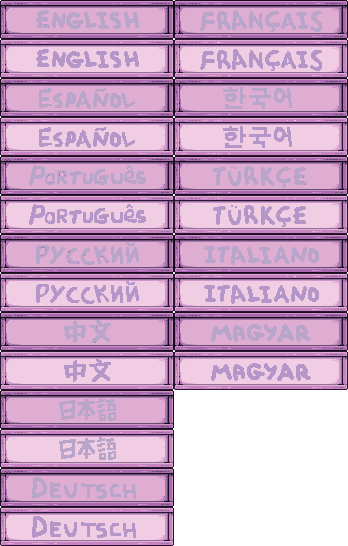 ENGLISH
ENGLISH
ESPAÑOL
ESPAÑOL
PORTUGUÊS
PORTUGUÊS
РУССКИЙ
РУССКИЙ
中文
中文
日本語
日本語
DEUTSCH
DEUTSCH
FRANÇAIS
FRANÇAIS
한국어
한국어
TÜRKÇE
TÜRKÇE
ITALIANO
ITALIANO
MAGYAR
MAGYAR